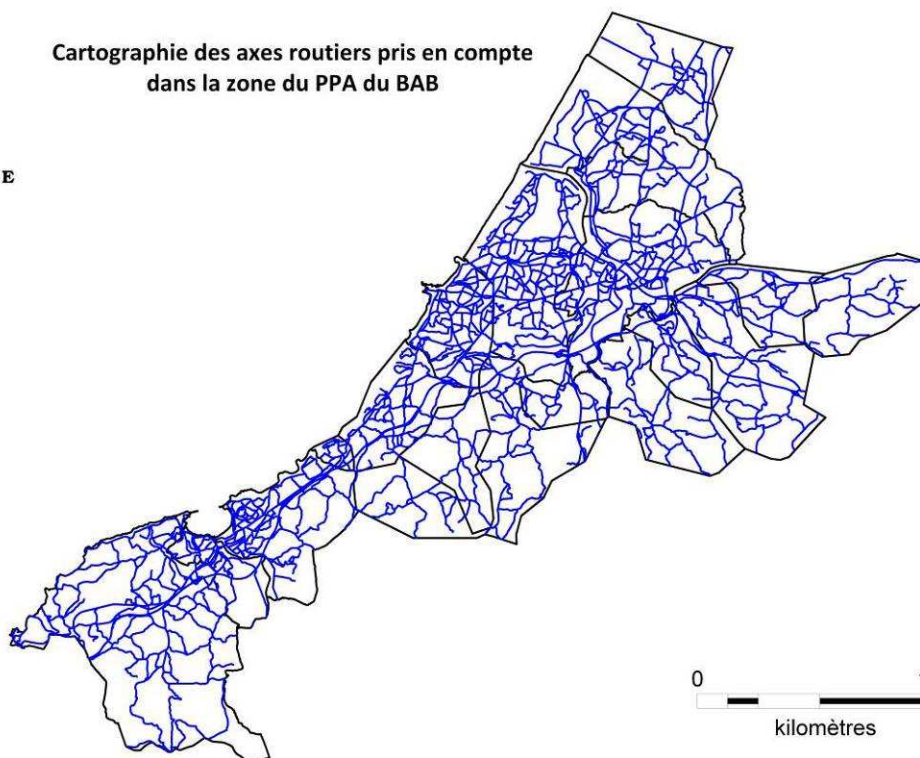 Cartographie des axes routiers pris en compte
dans la zone du PPA du BAB
E
0
kilomètres